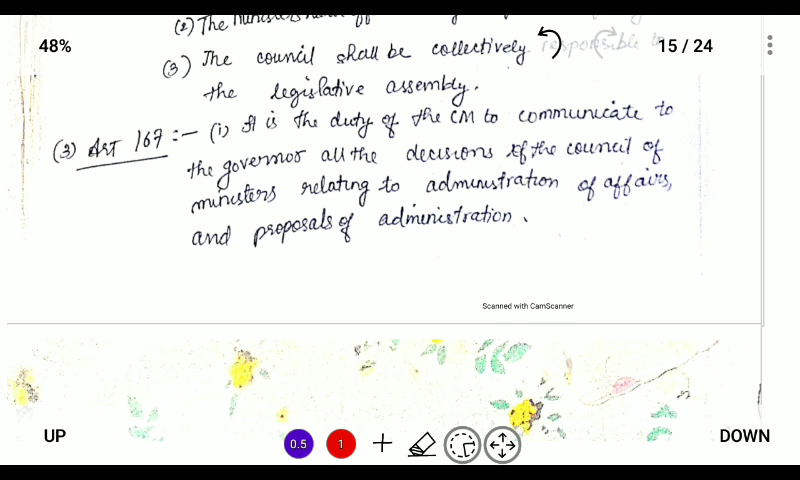 (2) The
48%
(3) The council shall be collectively responsible to
15 / 24
the legislative assembly.
(3) Art 167 :- (i) It is the duty of the CM to communicate to
the governor all the decisions of the council of
ministers relating to administration of affairs,
and proposals of administration.
Scanned with CamScanner
UP
0.5
1
DOWN